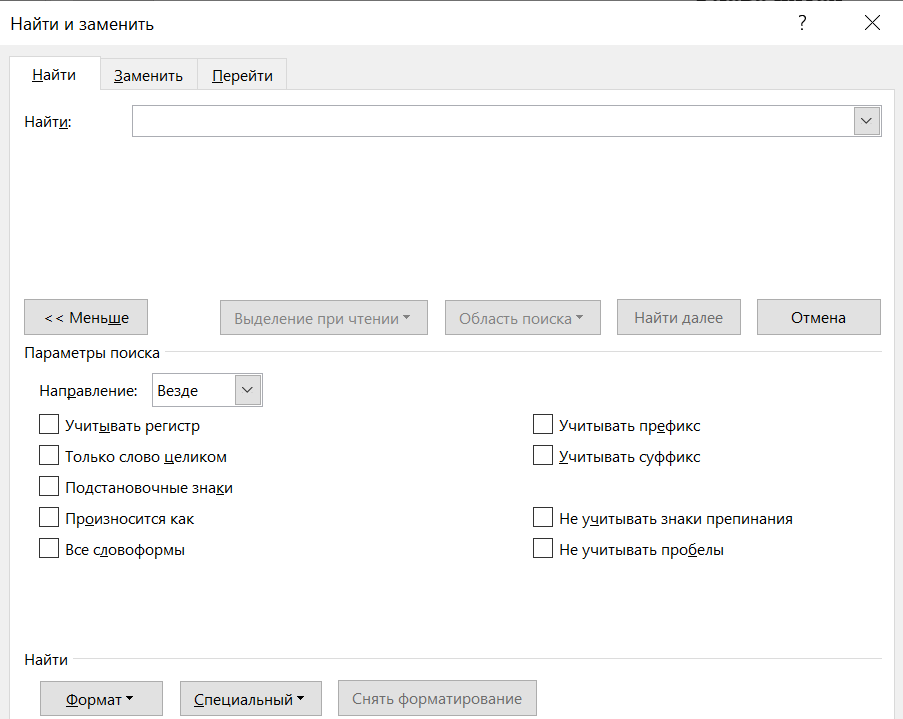 Найти и заменить ?
Найти Заменить Перейти
Найти:
<< Меньше Выделение при чтении Область поиска Найти далее Отмена
Параметры поиска
Направление: Везде
Учитывать регистр Учитывать префикс
Только слово целиком Учитывать суффикс
Подстановочные знаки
Произносится как Не учитывать знаки препинания
Все словоформы Не учитывать пробелы
Найти
Формат Специальный Снять форматирование